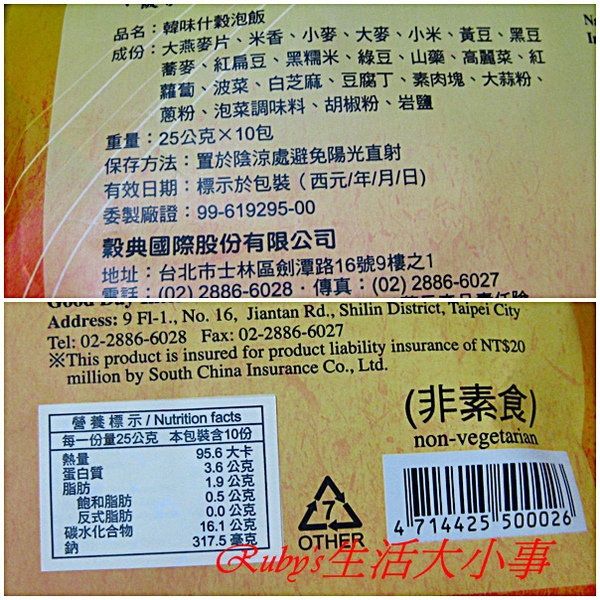 品名：韓味什穀泡飯
成份：大燕麥片、米香、小麥、大麥、小米、黃豆、黑豆
蕎麥、紅扁豆、黑糯米、綠豆、山藥、高麗菜、紅
蘿蔔、波菜、白芝麻、豆腐丁、素肉塊、大蒜粉、
蔥粉、泡菜調味料、胡椒粉、岩鹽
重量：25公克×10包
保存方法：置於陰涼處避免陽光直射
有效日期：標示於包裝（西元/年/月/日）
委製廠證：99-619295-00
穀典國際股份有限公司
地址：台北市士林區劍潭路16號9樓之1
電話：(02) 2886-6028．傳真：(02) 2886-6027
Address: 9 Fl-1., No. 16, Jiantan Rd., Shilin District, Taipei City
Tel: 02-2886-6028 Fax: 02-2886-6027
※This product is insured for product liability insurance of NT$20
million by South China Insurance Co., Ltd.
(非素食)
non-vegetarian
營養標示/Nutrition facts
每一份量25公克 本包裝含10份
熱量 95.6 大卡
蛋白質 3.6 公克
脂肪 1.9 公克
飽和脂肪 0.5 公克
反式脂肪 0.0 公克
碳水化合物 16.1 公克
鈉 317.5 毫克
7
OTHER
4 714425 500026
Ruby's生活大小事